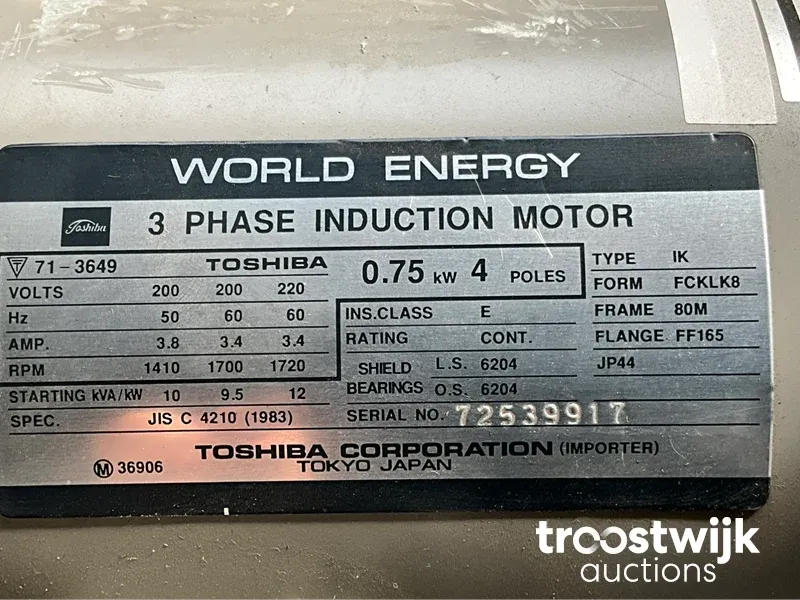 WORLD ENERGY
Toshiba 3 PHASE INDUCTION MOTOR
71-3649 TOSHIBA
VOLTS 200 200 220
Hz 50 60 60
AMP. 3.8 3.4 3.4
RPM 1410 1700 1720
STARTING kVA/kW 10 9.5 12
SPEC. JIS C 4210 (1983)
0.75 kW 4 POLES
INS.CLASS E
RATING CONT.
SHIELD L.S. 6204
BEARINGS O.S. 6204
SERIAL NO. 72539917
TYPE IK
FORM FCKLK8
FRAME 80M
FLANGE FF165
JP44
TOSHIBA CORPORATION (IMPORTER)
TOKYO JAPAN
M 36906
troostwijk
auctions